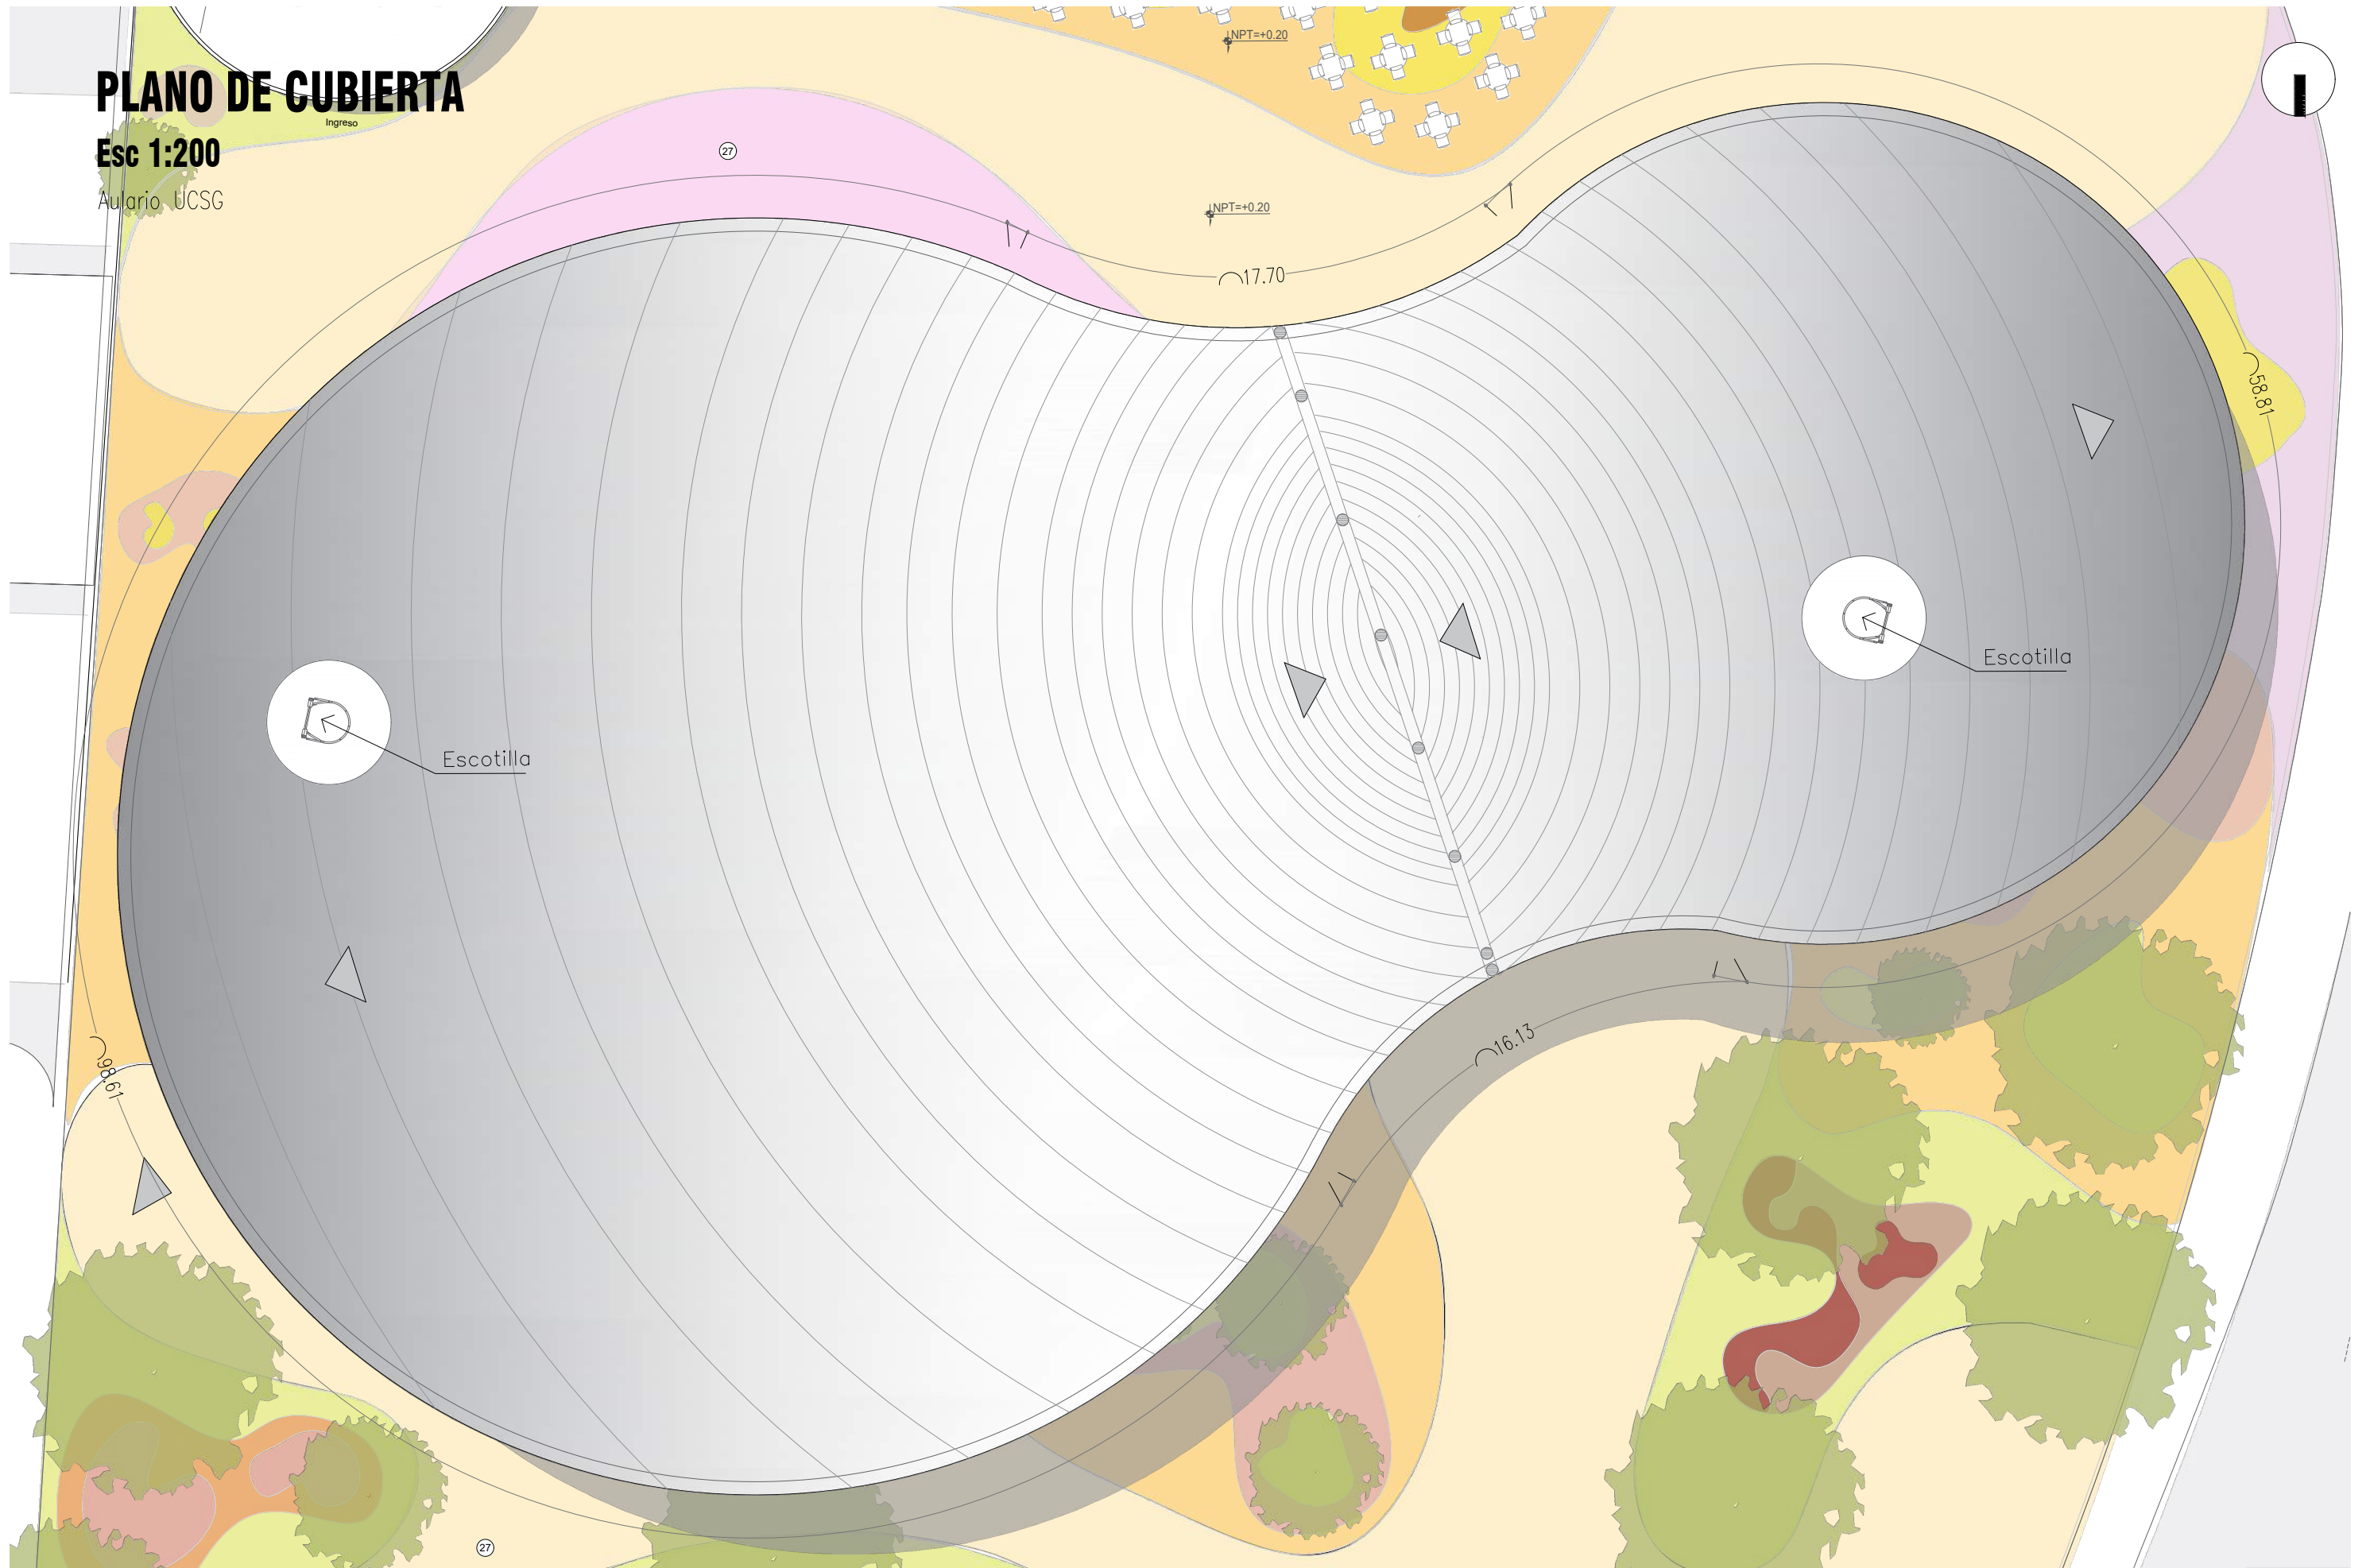 NPT=+0.20
PLANO DE CUBIERTA
Ingreso
Esc 1:200
27
Aulario UCSG
NPT=+0.20
17.70
58.81
Escotilla
Escotilla
16.13
98.61
27